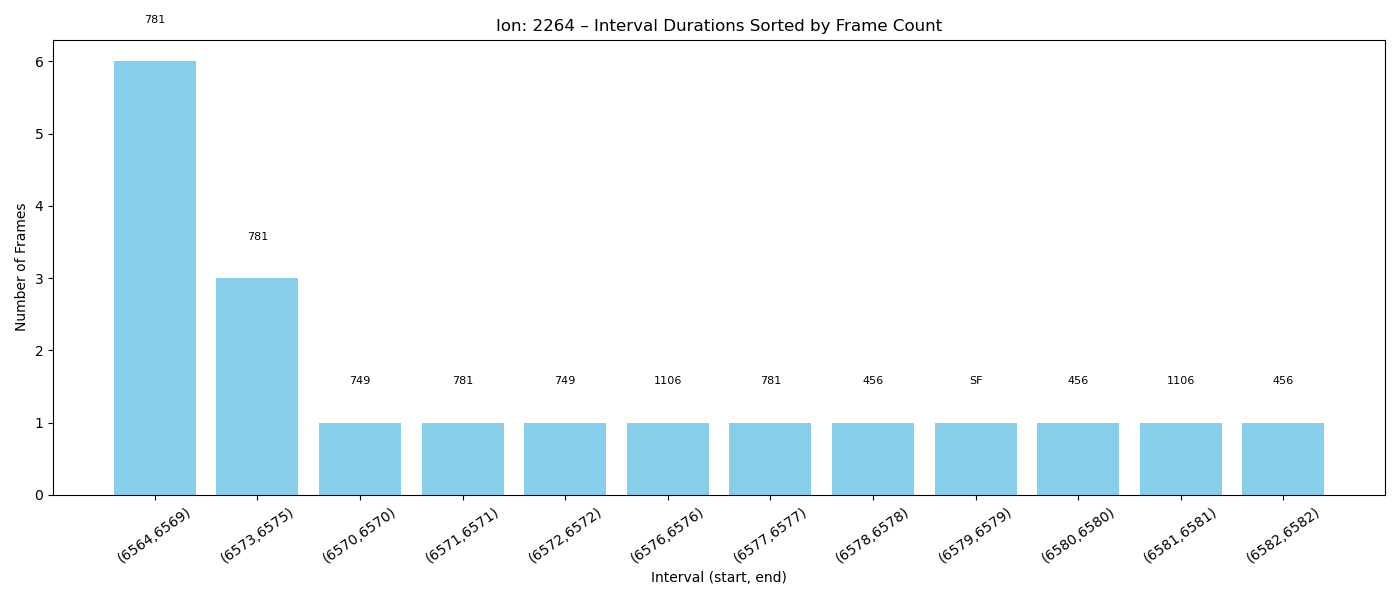 781
Ion: 2264 – Interval Durations Sorted by Frame Count
6
5
781
4
3
2
749 781 749 1106 781 456 SF 456 1106 456
1
0
Number of Frames
(6564,6569) (6573,6575) (6570,6570) (6571,6571) (6572,6572) (6576,6576) (6577,6577) (6578,6578) (6579,6579) (6580,6580) (6581,6581) (6582,6582)
Interval (start, end)